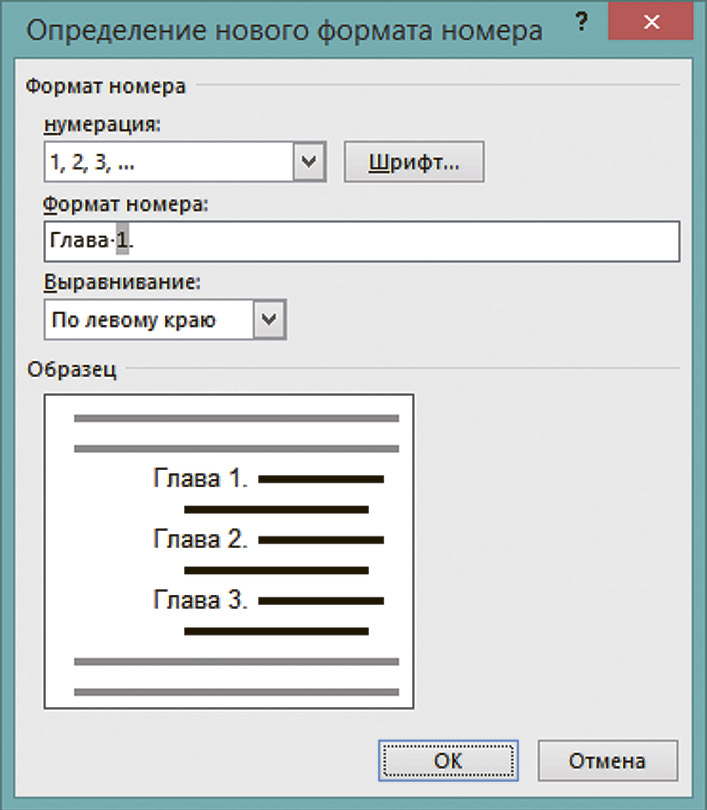 Определение нового формата номера ?
Формат номера
нумерация:
1, 2, 3, ... Шрифт...
Формат номера:
Глава·1.
Выравнивание:
По левому краю
Образец
Глава 1.
Глава 2.
Глава 3.
ОК Отмена